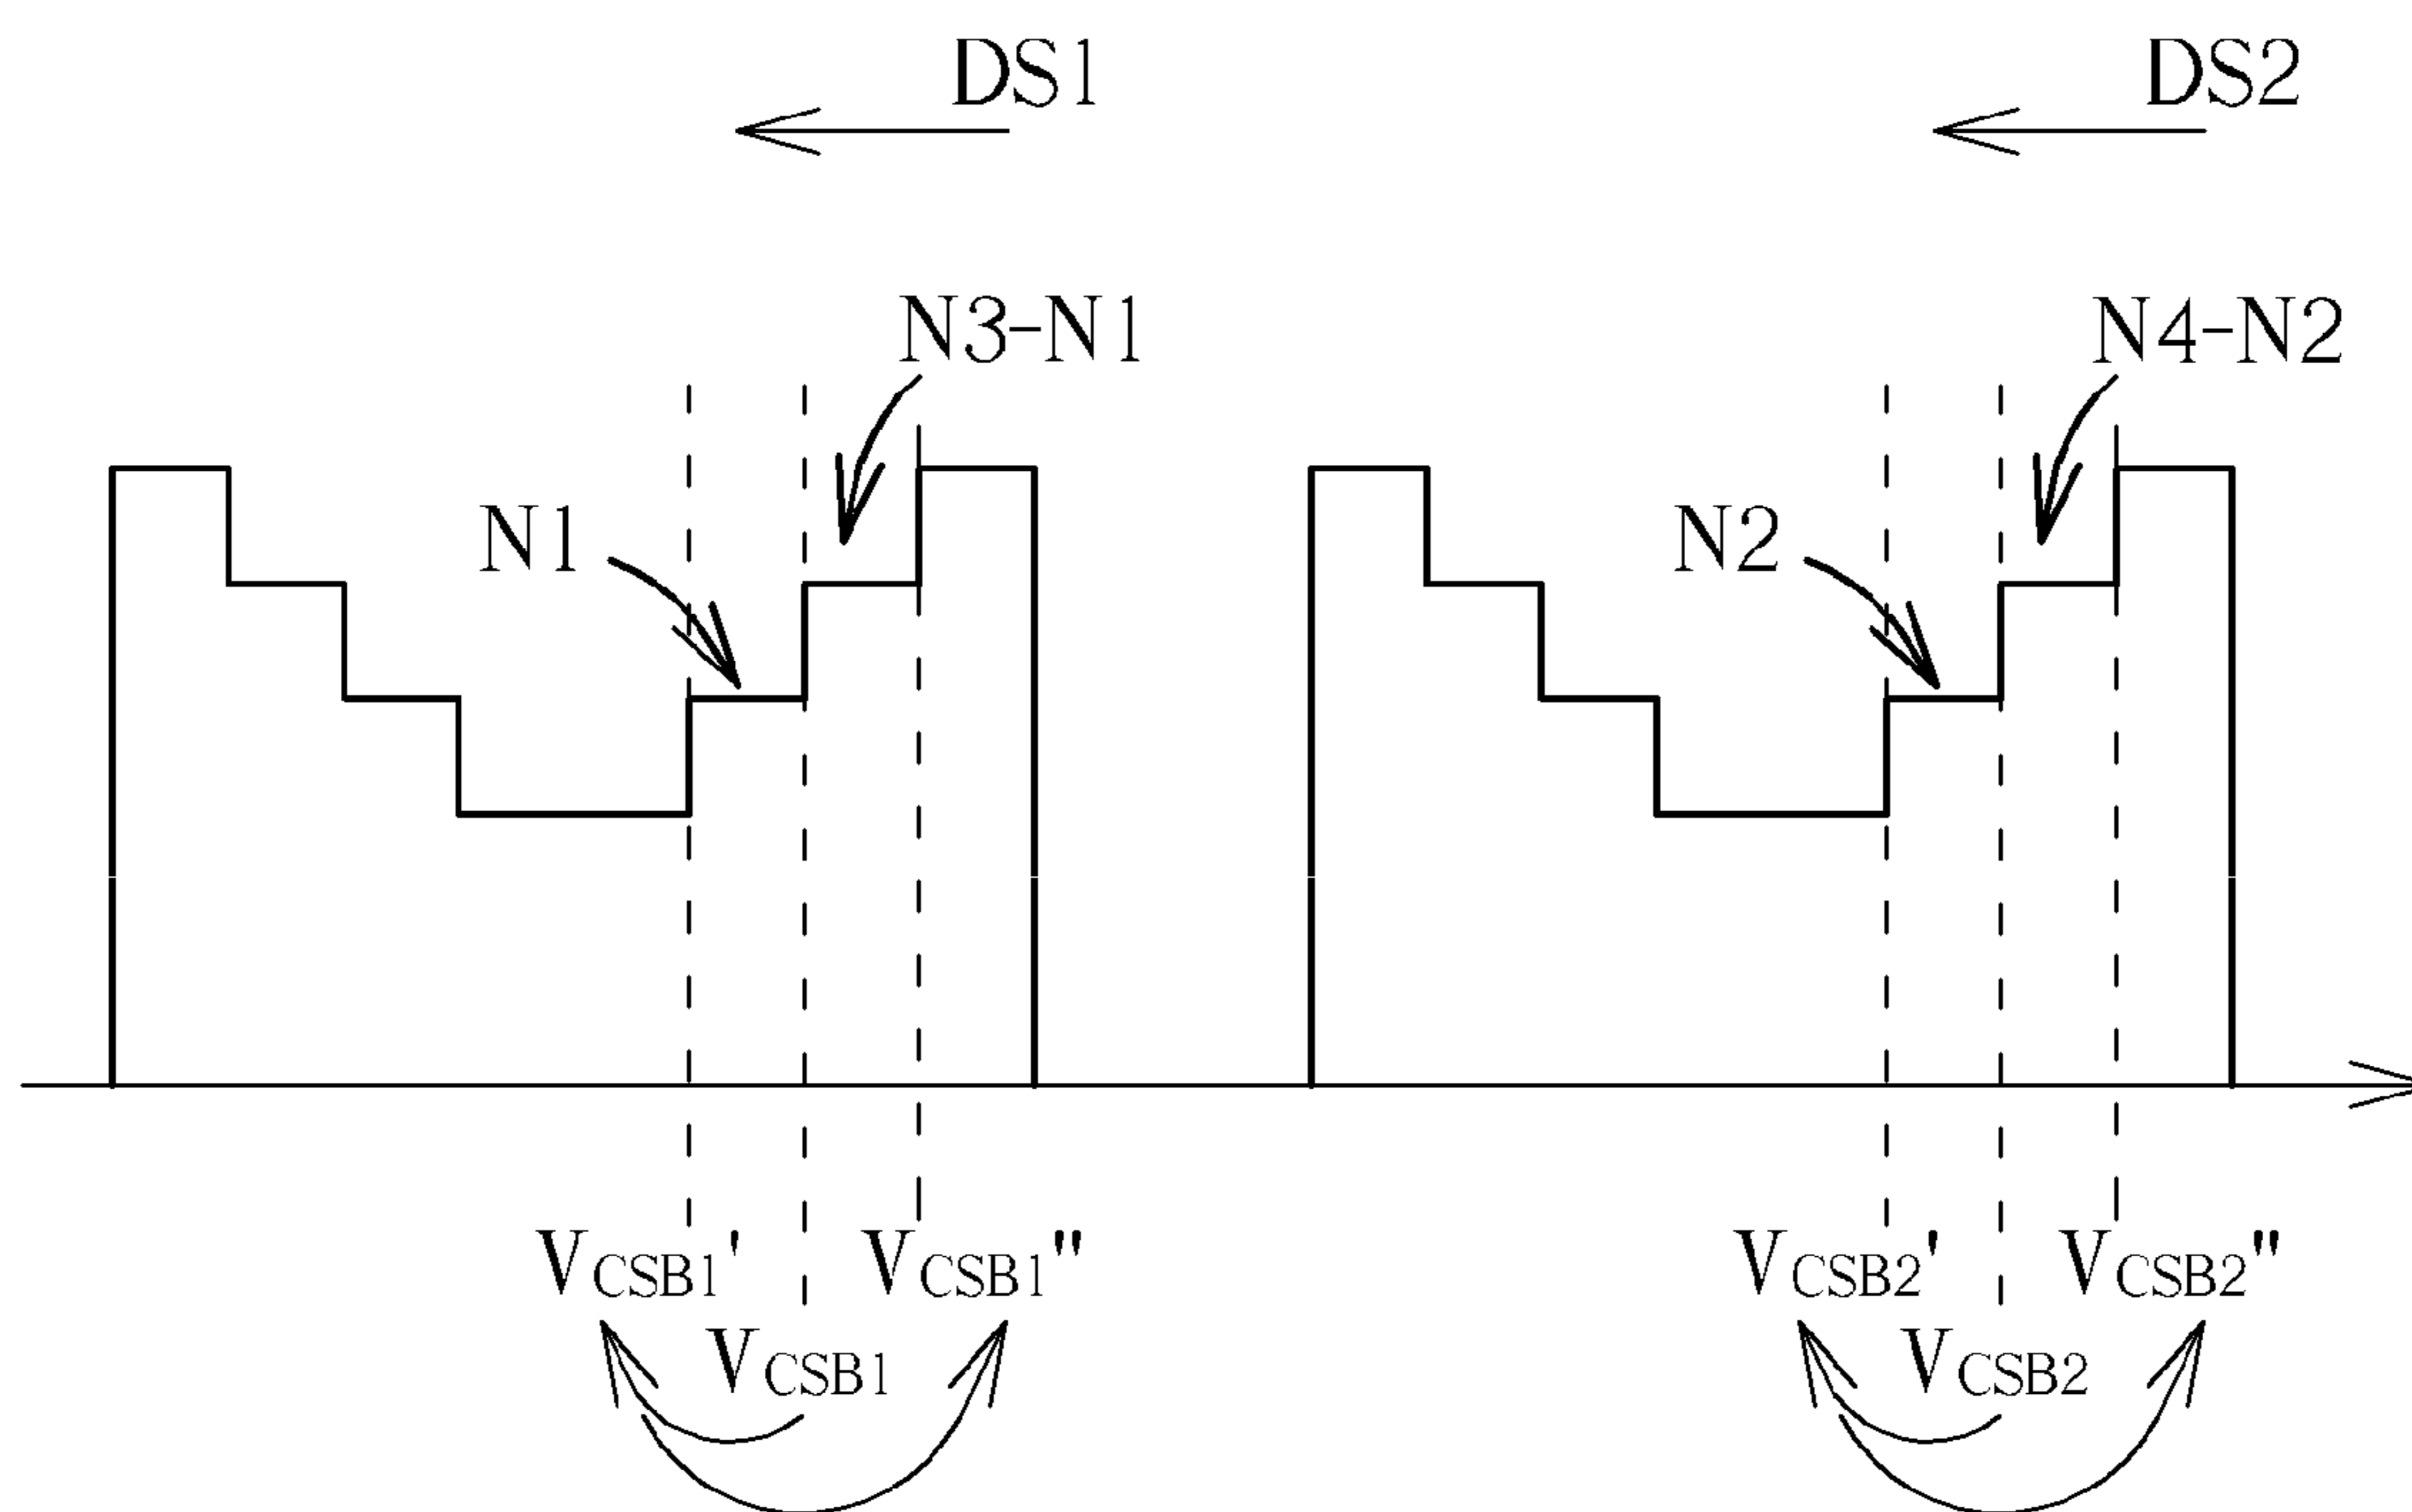 DS1 DS2
N3-N1 N4-N2
N1 N2
VCSB1' VCSB1" VCSB2' VCSB2"
VCSB1 VCSB2